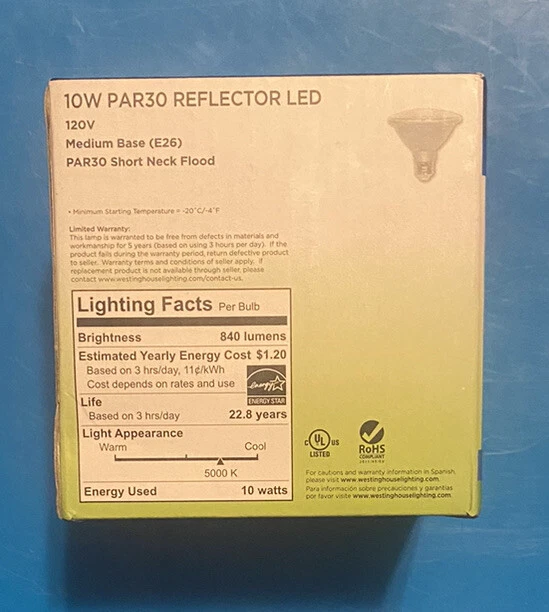 10W PAR30 REFLECTOR LED
120V
Medium Base (E26)
PAR30 Short Neck Flood
• Minimum Starting Temperature = -20°C/-4°F
Limited Warranty:
This lamp is warranted to be free from defects in materials and
workmanship for 5 years (based on using 3 hours per day). If the
product fails during the warranty period, return defective product
to seller. Warranty terms and conditions of seller apply. If
replacement product is not available through seller, please
contact www.westinghouselighting.com/contact-us.
Lighting Facts Per Bulb
Brightness 840 lumens
Estimated Yearly Energy Cost $1.20
Based on 3 hrs/day, 11¢/kWh
Cost depends on rates and use
energy
ENERGY STAR
Life
Based on 3 hrs/day 22.8 years
Light Appearance
Warm Cool
5000 K
Energy Used 10 watts
C UL US
LISTED
RoHS
COMPLIANT
For cautions and warranty information in Spanish,
please visit www.westinghouselighting.com.
Para información sobre precauciones y garantías
por favor visite www.westinghouselighting.com.